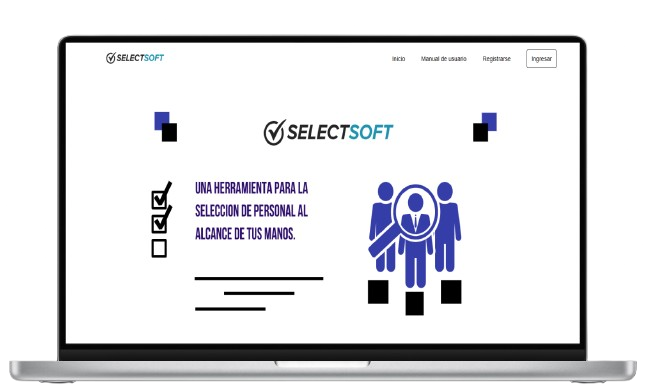 SELECTSOFT
Inicio Manual de usuario Registrarse Ingresar
SELECTSOFT
UNA HERRAMIENTA PARA LA
SELECCION DE PERSONAL AL
ALCANCE DE TUS MANOS.